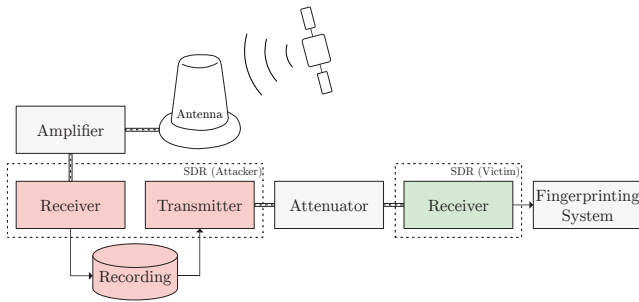 Antenna
Amplifier
SDR (Attacker)
SDR (Victim)
Receiver
Transmitter
Attenuator
Receiver
Fingerprinting
System
Recording